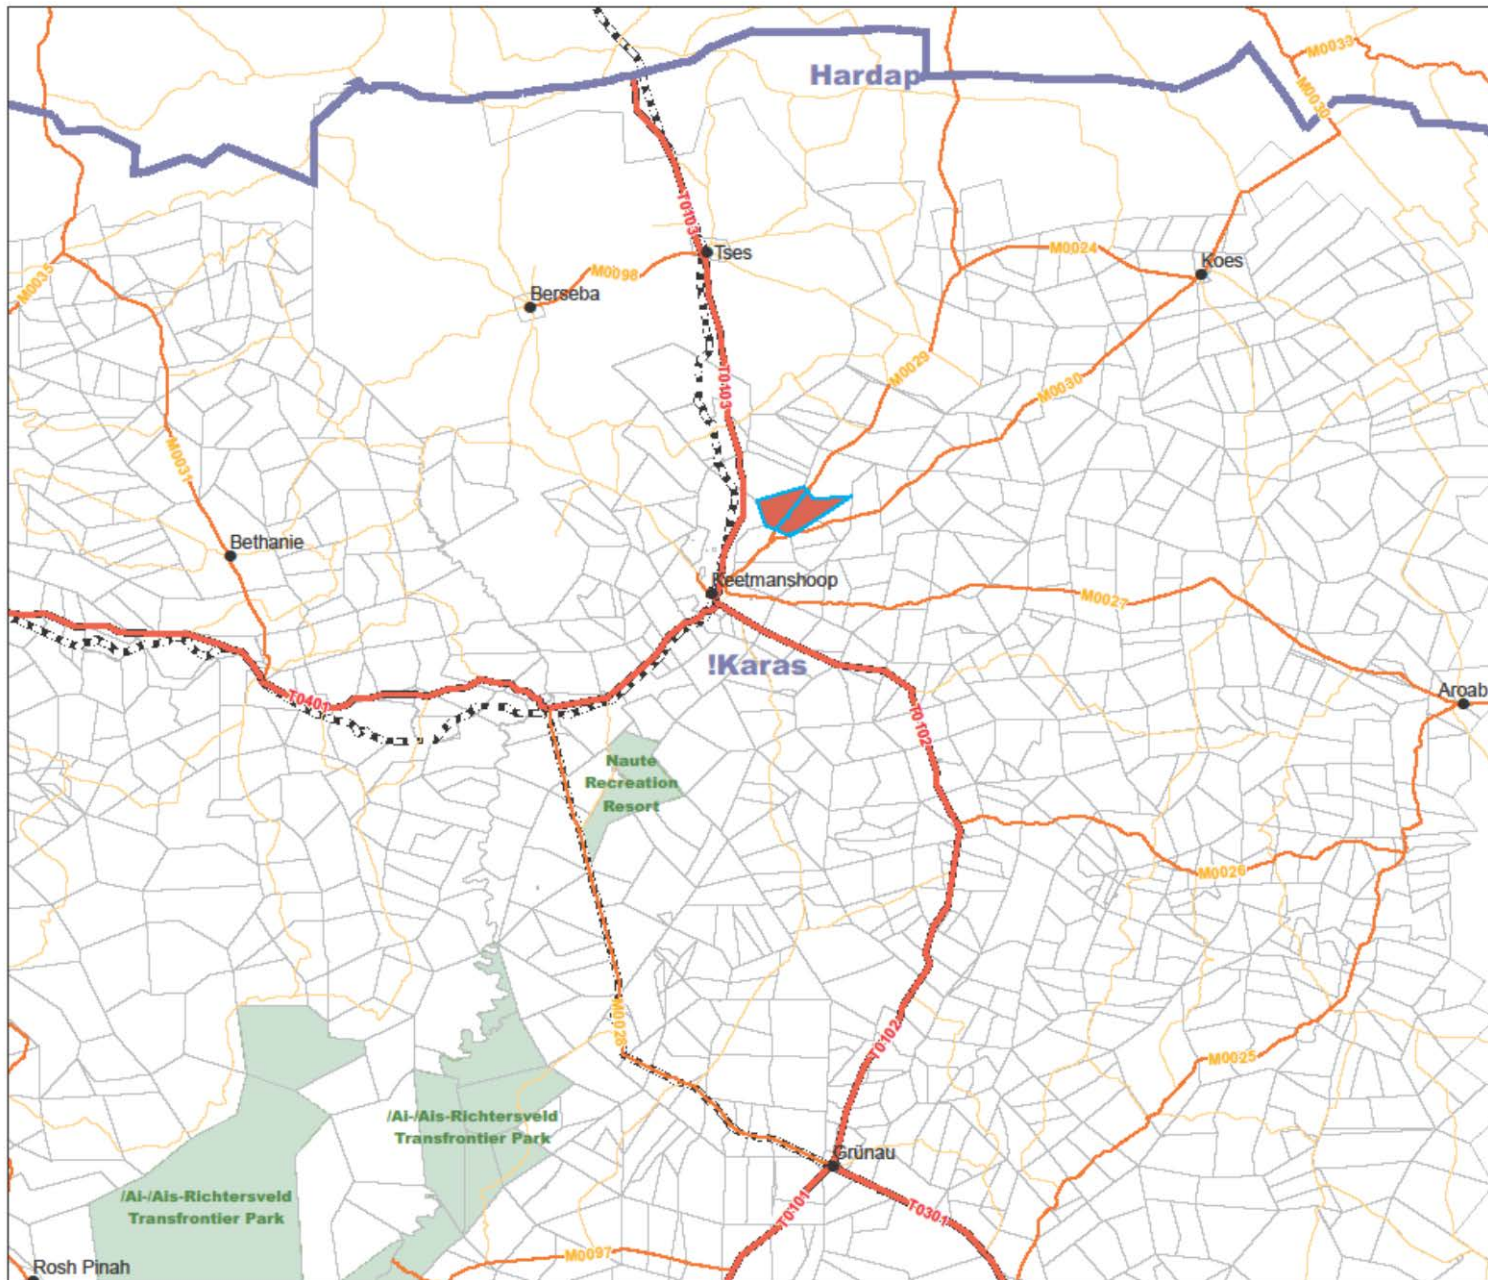 M0033
Hardap
M0030
T0103
M0024
Tses
Koes
M0098
M0035
Berseba
M0029
T0103
M0030
M0031
Bethanie
Keetmanshoop
M0027
!Karas
Aroab
T0401
T0102
Naute
Recreation
Resort
M0026
M0028
T0102
M0025
/Ai-/Ais-Richtersveld
Transfrontier Park
Grünau
/Ai-/Ais-Richtersveld
Transfrontier Park
T0101
T0301
M0097
Rosh Pinah